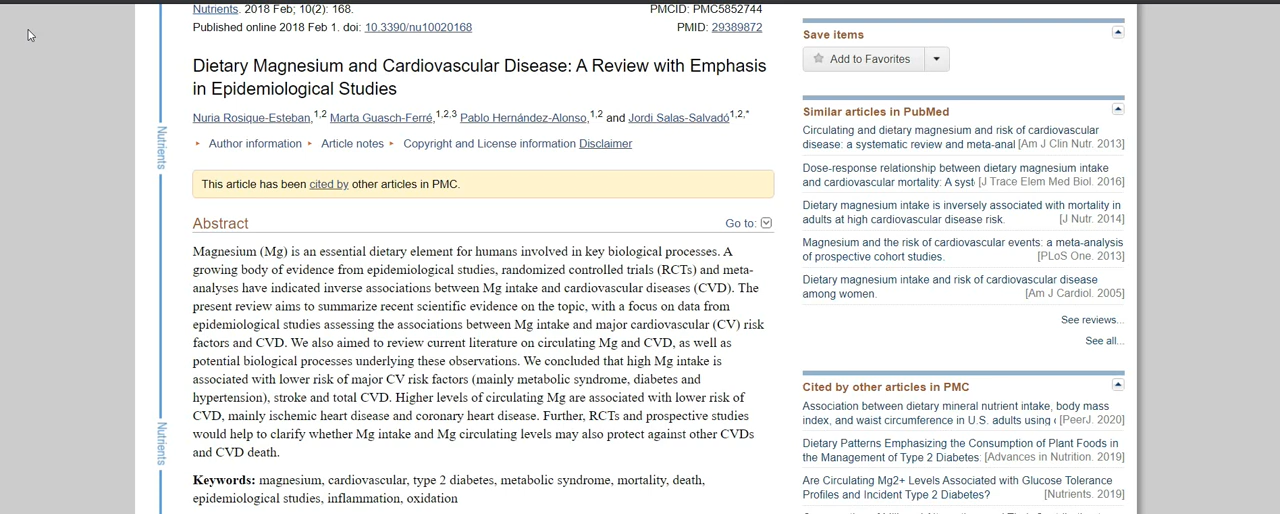 Nutrients. 2018 Feb; 10(2): 168.
PMCID: PMC5852744
Published online 2018 Feb 1. doi: 10.3390/nu10020168
PMID: 29389872
Dietary Magnesium and Cardiovascular Disease: A Review with Emphasis
in Epidemiological Studies
Nuria Rosique-Esteban,1,2 Marta Guasch-Ferré,1,2,3 Pablo Hernández-Alonso,1,2 and Jordi Salas-Salvadó1,2,*
Author information
Article notes
Copyright and License information Disclaimer
This article has been cited by other articles in PMC.
Abstract
Go to:
Magnesium (Mg) is an essential dietary element for humans involved in key biological processes. A
growing body of evidence from epidemiological studies, randomized controlled trials (RCTs) and meta-
analyses have indicated inverse associations between Mg intake and cardiovascular diseases (CVD). The
present review aims to summarize recent scientific evidence on the topic, with a focus on data from
epidemiological studies assessing the associations between Mg intake and major cardiovascular (CV) risk
factors and CVD. We also aimed to review current literature on circulating Mg and CVD, as well as
potential biological processes underlying these observations. We concluded that high Mg intake is
associated with lower risk of major CV risk factors (mainly metabolic syndrome, diabetes and
hypertension), stroke and total CVD. Higher levels of circulating Mg are associated with lower risk of
CVD, mainly ischemic heart disease and coronary heart disease. Further, RCTs and prospective studies
would help to clarify whether Mg intake and Mg circulating levels may also protect against other CVDs
and CVD death.
Keywords: magnesium, cardiovascular, type 2 diabetes, metabolic syndrome, mortality, death,
epidemiological studies, inflammation, oxidation
Nutrients
Nutrients
Save items
Add to Favorites
Similar articles in PubMed
Circulating and dietary magnesium and risk of cardiovascular
disease: a systematic review and meta-anal [Am J Clin Nutr. 2013]
Dose-response relationship between dietary magnesium intake
and cardiovascular mortality: A syst [J Trace Elem Med Biol. 2016]
Dietary magnesium intake is inversely associated with mortality in
adults at high cardiovascular disease risk. [J Nutr. 2014]
Magnesium and the risk of cardiovascular events: a meta-analysis
of prospective cohort studies. [PLoS One. 2013]
Dietary magnesium intake and risk of cardiovascular disease
among women. [Am J Cardiol. 2005]
See reviews...
See all...
Cited by other articles in PMC
Association between dietary mineral nutrient intake, body mass
index, and waist circumference in U.S. adults using [PeerJ. 2020]
Dietary Patterns Emphasizing the Consumption of Plant Foods in
the Management of Type 2 Diabetes: [Advances in Nutrition. 2019]
Are Circulating Mg2+ Levels Associated with Glucose Tolerance
Profiles and Incident Type 2 Diabetes? [Nutrients. 2019]